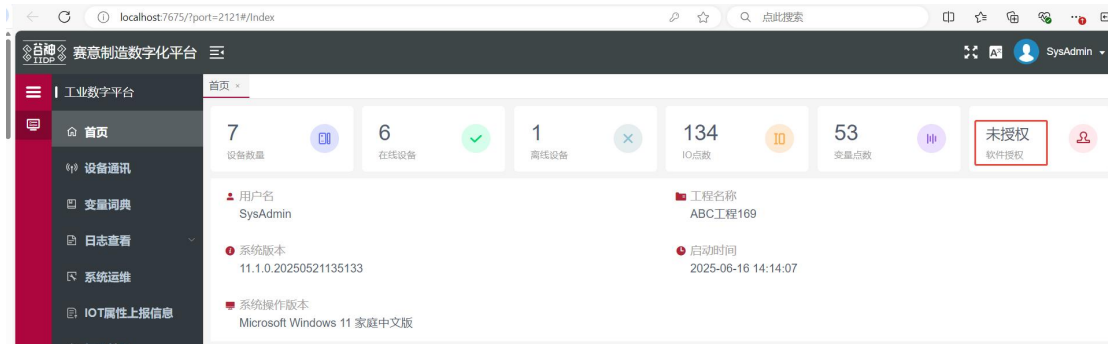 localhost:7675/?port=2121#/Index
点此搜索
谷神
IIDP
赛意制造数字化平台
SysAdmin
工业数字平台
首页 ×
首页
设备通讯
变量词典
日志查看
系统运维
IOT属性上报信息
7
设备数量
6
在线设备
1
离线设备
134
IO点数
53
变量点数
未授权
软件授权
用户名
SysAdmin
工程名称
ABC工程169
系统版本
11.1.0.20250521135133
启动时间
2025-06-16 14:14:07
系统操作版本
Microsoft Windows 11 家庭中文版